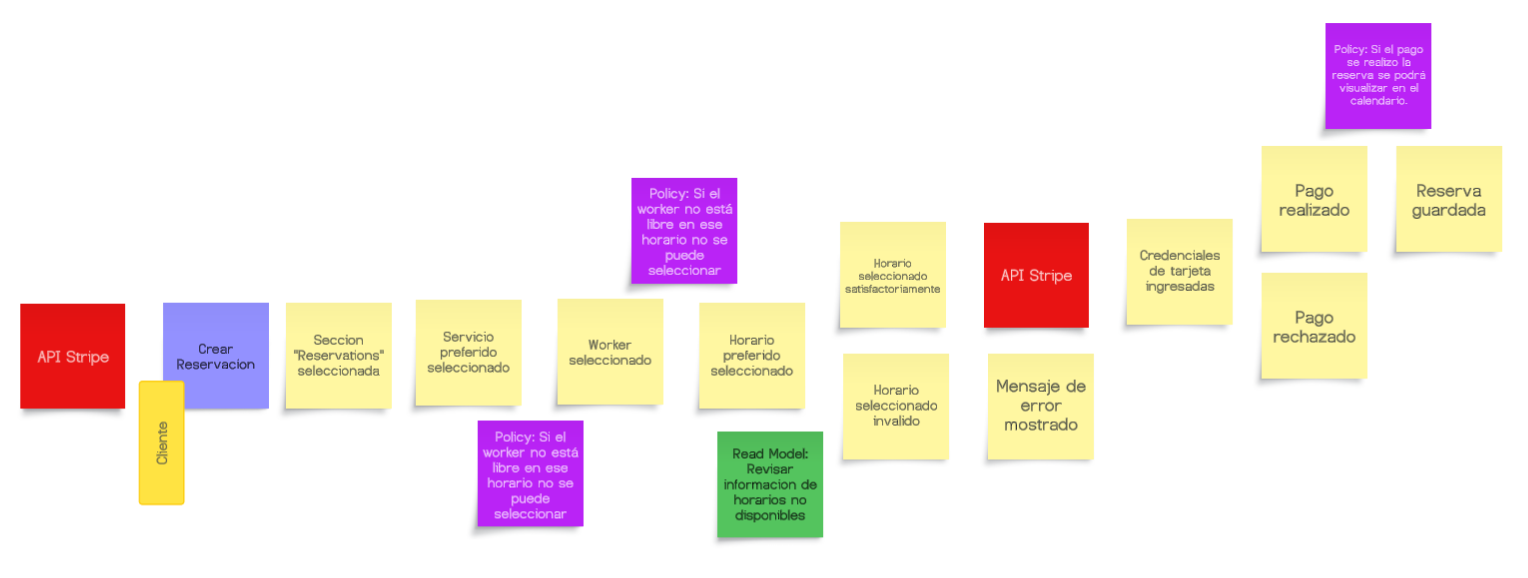 API Stripe
Cliente
Crear
Reservacion
Seccion
"Reservations"
seleccionada
Servicio
preferido
seleccionado
Policy: Si el
worker no está
libre en ese
horario no se
puede
seleccionar
Worker
seleccionado
Policy: Si el
worker no está
libre en ese
horario no se
puede
seleccionar
Horario
preferido
seleccionado
Read Model:
Revisar
informacion de
horarios no
disponibles
Horario
seleccionado
satisfactoriamente
Horario
seleccionado
invalido
API Stripe
Mensaje de
error
mostrado
Credenciales
de tarjeta
ingresadas
Policy: Si el pago
se realizo la
reserva se podrá
visualizar en el
calendario.
Pago
realizado
Reserva
guardada
Pago
rechazado